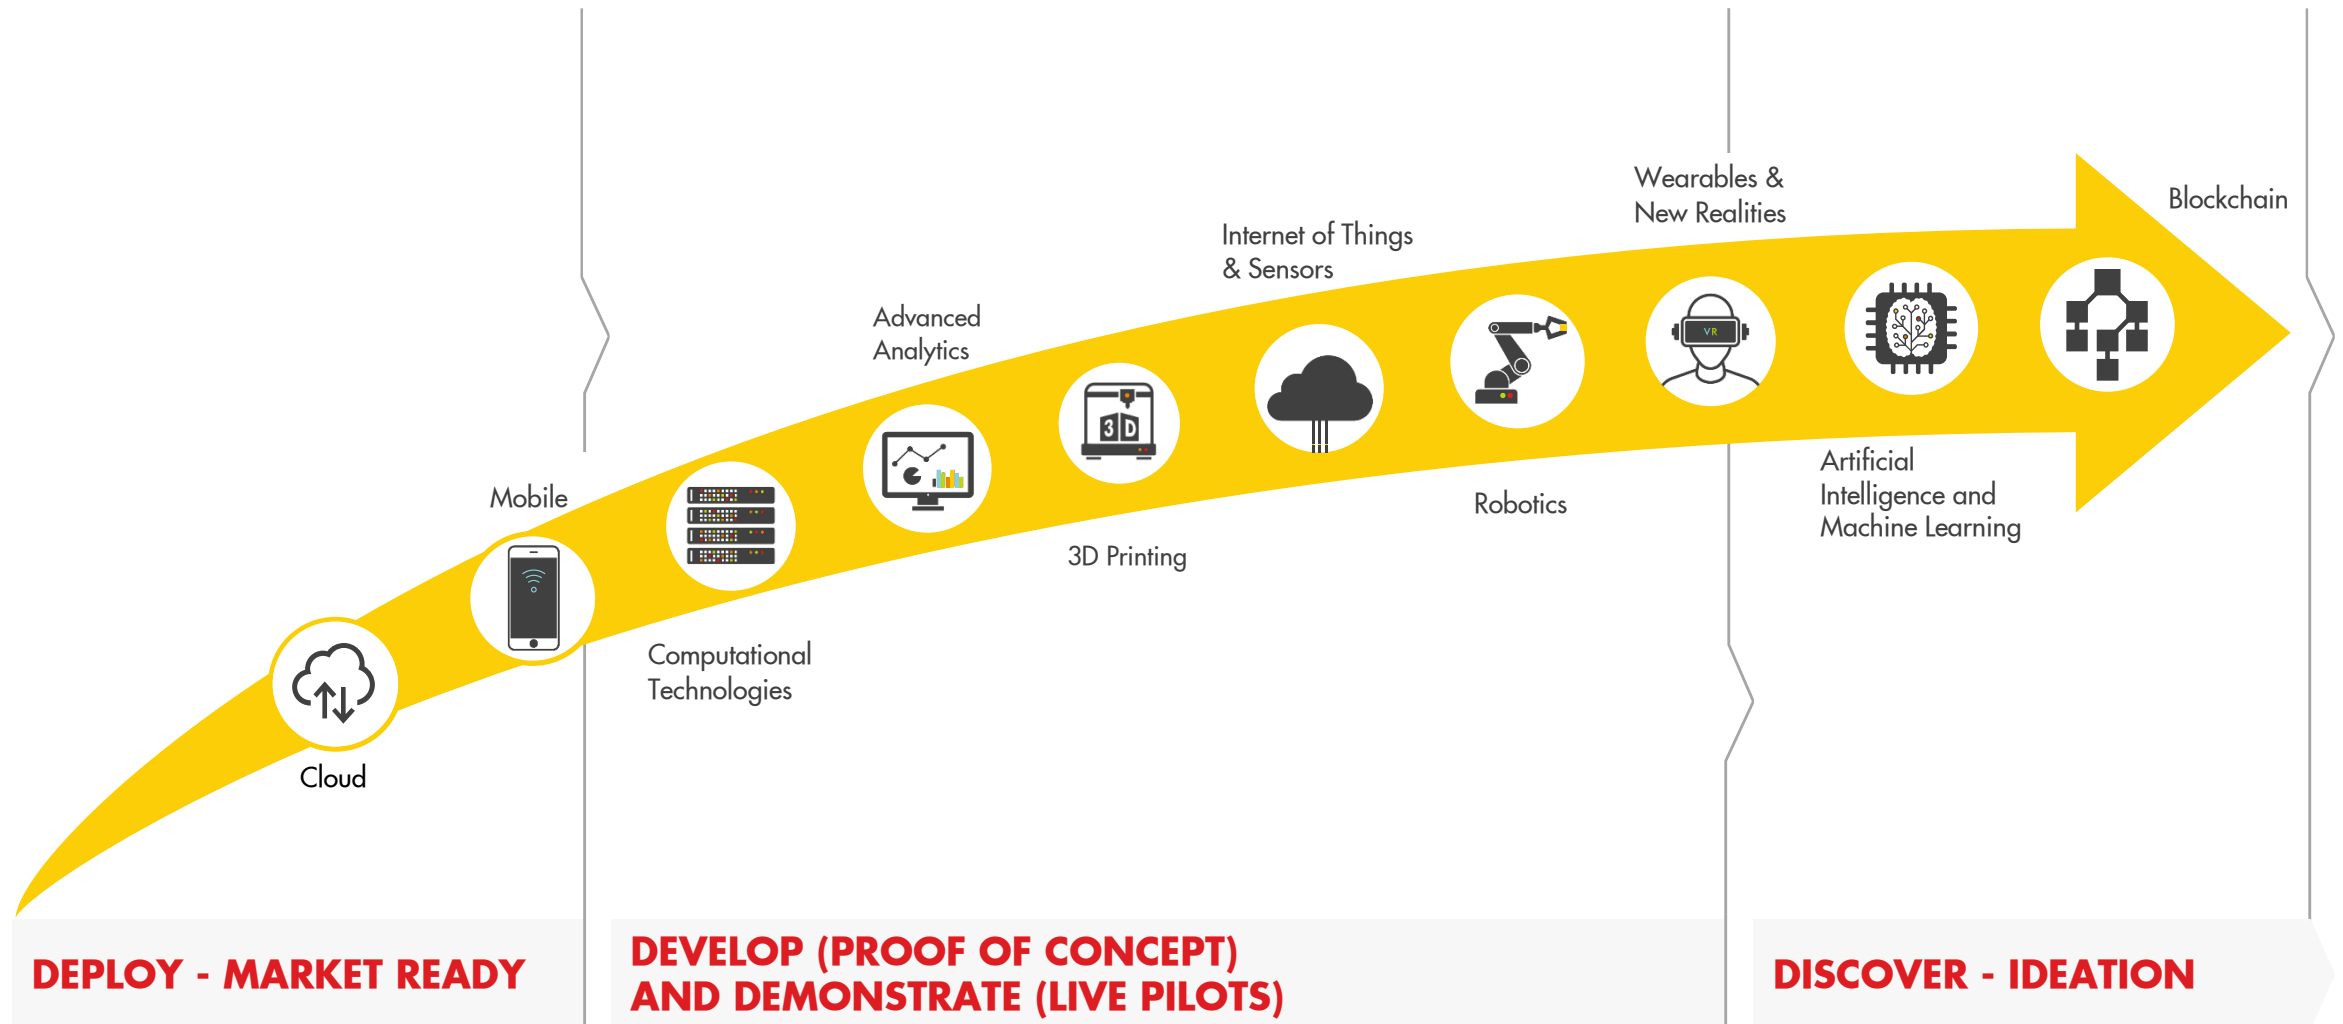 Wearables &
New Realities
Blockchain
Internet of Things
& Sensors
Advanced
Analytics
VR
3D
Mobile
Artificial
Intelligence and
Machine Learning
Robotics
3D Printing
Computational
Technologies
Cloud
DEPLOY - MARKET READY
DEVELOP (PROOF OF CONCEPT)
AND DEMONSTRATE (LIVE PILOTS)
DISCOVER - IDEATION